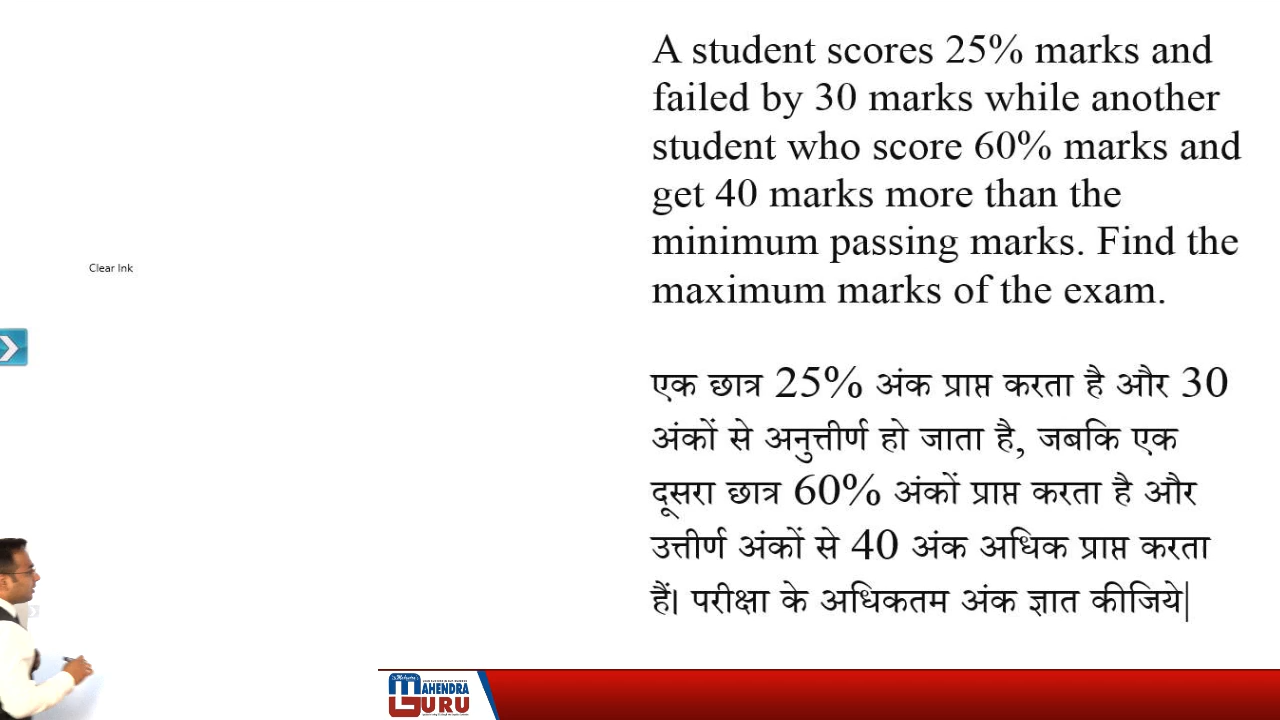 A student scores 25% marks and
failed by 30 marks while another
student who score 60% marks and
get 40 marks more than the
minimum passing marks. Find the
maximum marks of the exam.
Clear Ink
एक छात्र 25% अंक प्राप्त करता है और 30
अंकों से अनुत्तीर्ण हो जाता है, जबकि एक
दूसरा छात्र 60% अंकों प्राप्त करता है और
उत्तीर्ण अंकों से 40 अंक अधिक प्राप्त करता
हैं। परीक्षा के अधिकतम अंक ज्ञात कीजिये
MAHENDRA
GURU